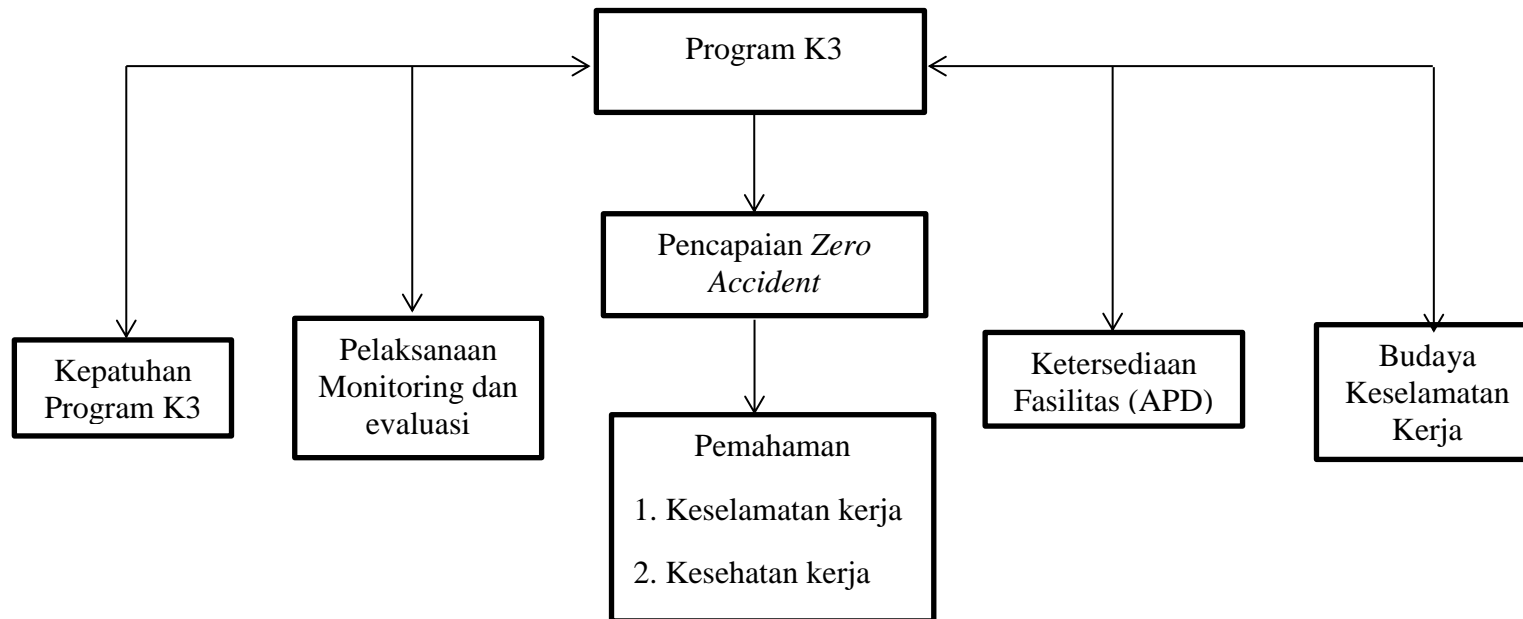 Program K3
Pencapaian Zero
Accident
Kepatuhan
Program K3
Pelaksanaan
Monitoring dan
evaluasi
Pemahaman
1. Keselamatan kerja
2. Kesehatan kerja
Ketersediaan
Fasilitas (APD)
Budaya
Keselamatan
Kerja